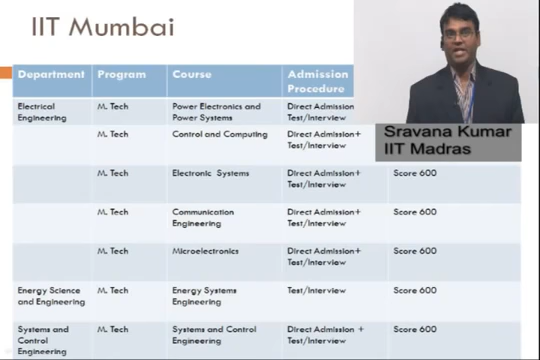 IIT Mumbai
Department Program Course Admission
Procedure
Electrical
Engineering M. Tech Power Electronics and
Power Systems Direct Admission
Test/Interview
M. Tech Control and Computing Direct Admission+
Test/Interview
Sravana Kumar
IIT Madras
M. Tech Electronic Systems Direct Admission+
Test/Interview Score 600
M. Tech Communication
Engineering Direct Admission+
Test/Interview Score 600
M. Tech Microelectronics Direct Admission+
Test/Interview Score 600
Energy Science
and Engineering M. Tech Energy Systems
Engineering Test/Interview Score 600
Systems and
Control
Engineering M. Tech Systems and Control
Engineering Direct Admission +
Test/Interview Score 600